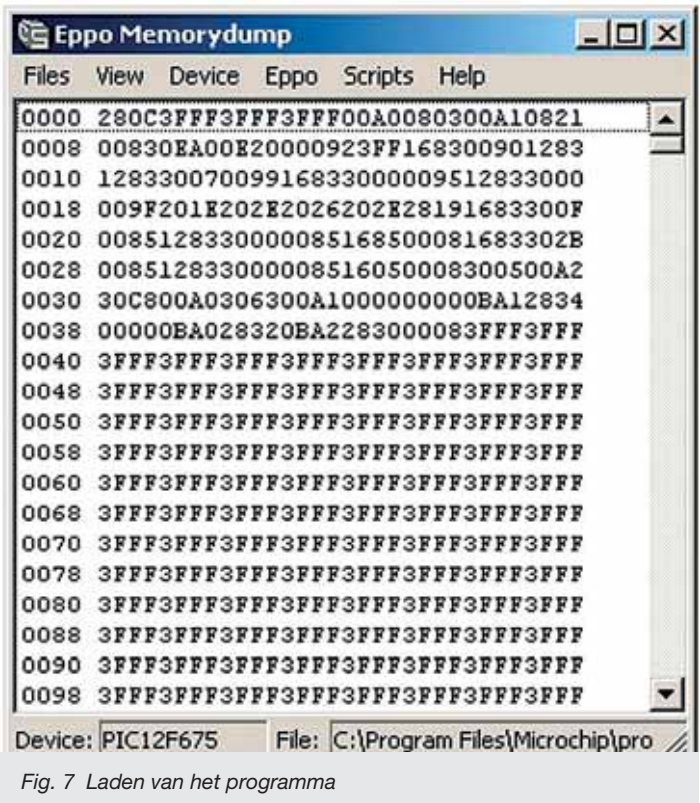 Eppo Memorydump
Files View Device Eppo Scripts Help
0000 280C3FFF3FFF3FFF00A0080300A10821
0008 00830EA00E20000923FF168300901283
0010 12833007009916833000009512833000
0018 009F201E202E2026202E28191683300F
0020 0085128330000085168500081683302B
0028 008512833000008516050008300500A2
0030 30C800A0306300A1000000000BA12834
0038 00000BA028320BA2283000083FFF3FFF
0040 3FFF3FFF3FFF3FFF3FFF3FFF3FFF3FFF
0048 3FFF3FFF3FFF3FFF3FFF3FFF3FFF3FFF
0050 3FFF3FFF3FFF3FFF3FFF3FFF3FFF3FFF
0058 3FFF3FFF3FFF3FFF3FFF3FFF3FFF3FFF
0060 3FFF3FFF3FFF3FFF3FFF3FFF3FFF3FFF
0068 3FFF3FFF3FFF3FFF3FFF3FFF3FFF3FFF
0070 3FFF3FFF3FFF3FFF3FFF3FFF3FFF3FFF
0078 3FFF3FFF3FFF3FFF3FFF3FFF3FFF3FFF
0080 3FFF3FFF3FFF3FFF3FFF3FFF3FFF3FFF
0088 3FFF3FFF3FFF3FFF3FFF3FFF3FFF3FFF
0090 3FFF3FFF3FFF3FFF3FFF3FFF3FFF3FFF
0098 3FFF3FFF3FFF3FFF3FFF3FFF3FFF3FFF
Device: PIC12F675 File: C:\Program Files\Microchip\pro
Fig. 7 Laden van het programma